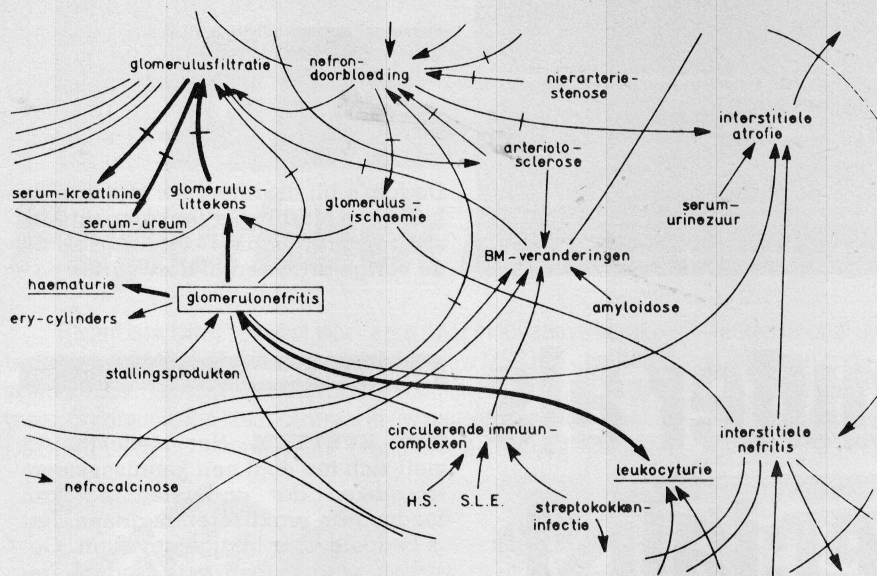 glomerulusfiltratie
nefron-
doorbloeding
nierarterie-
stenose
interstitiele
atrofie
arteriolo-
sclerose
serum-kreatinine
glomerulus-
littekens
serum-ureum
glomerulus-
ischaemie
serum-
urinezuur
BM-veranderingen
haematurie
glomerulonefritis
amyloidose
ery-cylinders
stallingsprodukten
circulerende immuun-
complexen
interstitiele
nefritis
leukocyturie
nefrocalcinose
H.S.
S.L.E.
streptokokken-
infectie